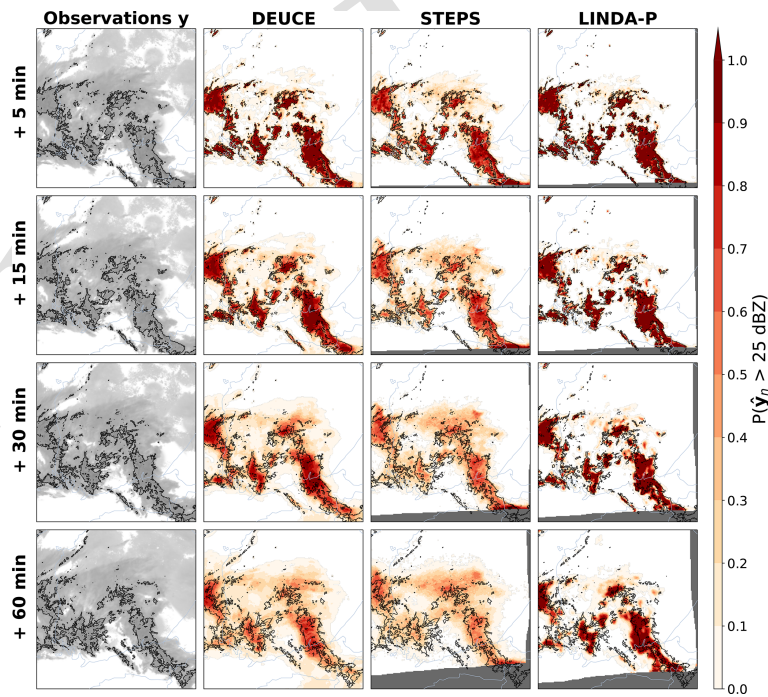 Observations y DEUCE STEPS LINDA-P
+ 5 min
+ 15 min
+ 30 min
+ 60 min
1.0
0.9
0.8
0.7
0.6
0.5
0.4
0.3
0.2
0.1
0.0
P(ŷₙ > 25 dBZ)